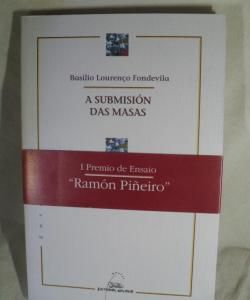 Basilio Lourenço Fondevila
A SUBMISIÓN
DAS MASAS
I Premio de Ensaio
"Ramón Piñeiro"